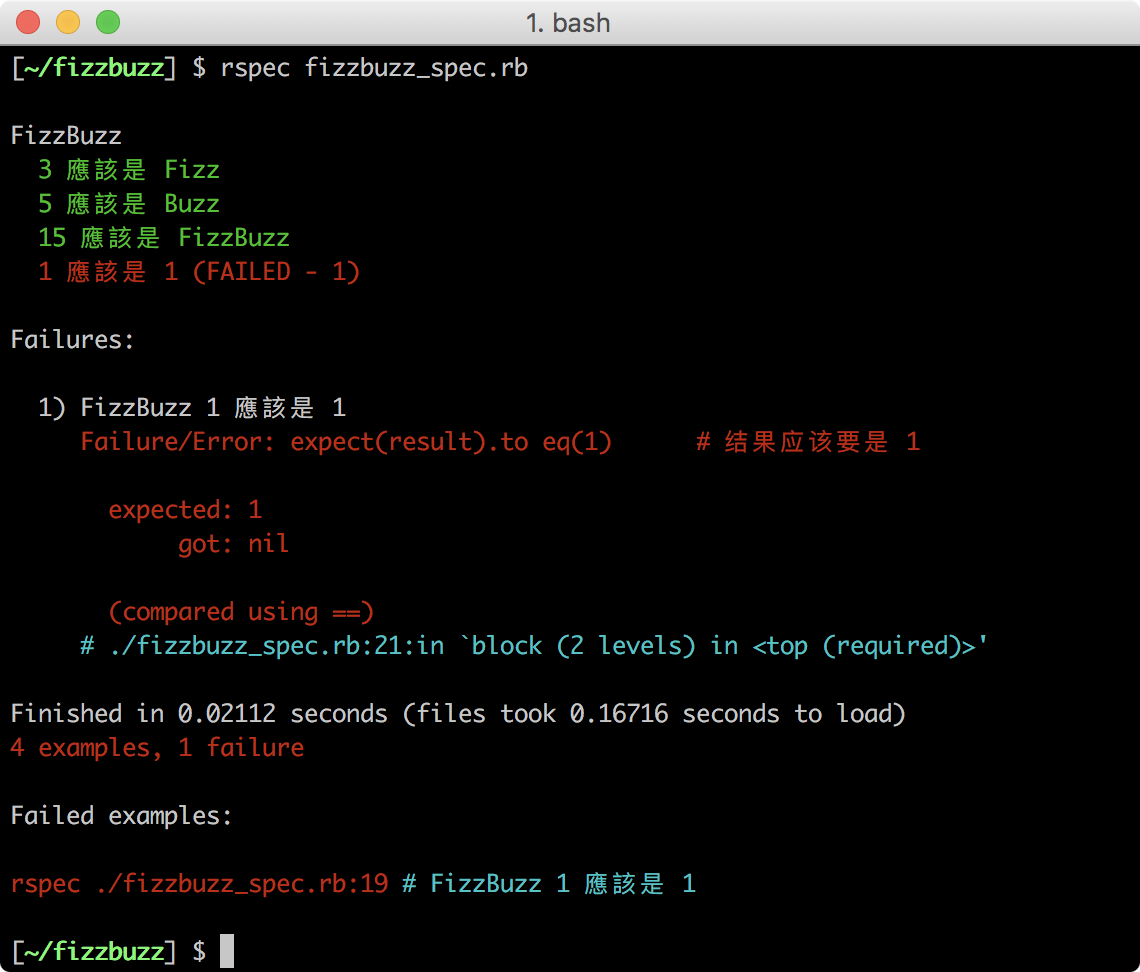 1. bash
[~/fizzbuzz] $ rspec fizzbuzz_spec.rb
FizzBuzz
3 應該是 Fizz
5 應該是 Buzz
15 應該是 FizzBuzz
1 應該是 1 (FAILED - 1)
Failures:
1) FizzBuzz 1 應該是 1
Failure/Error: expect(result).to eq(1)      # 结果应该要是 1
expected: 1
got: nil
(compared using ==)
# ./fizzbuzz_spec.rb:21:in `block (2 levels) in <top (required)>'
Finished in 0.02112 seconds (files took 0.16716 seconds to load)
4 examples, 1 failure
Failed examples:
rspec ./fizzbuzz_spec.rb:19 # FizzBuzz 1 應該是 1
[~/fizzbuzz] $